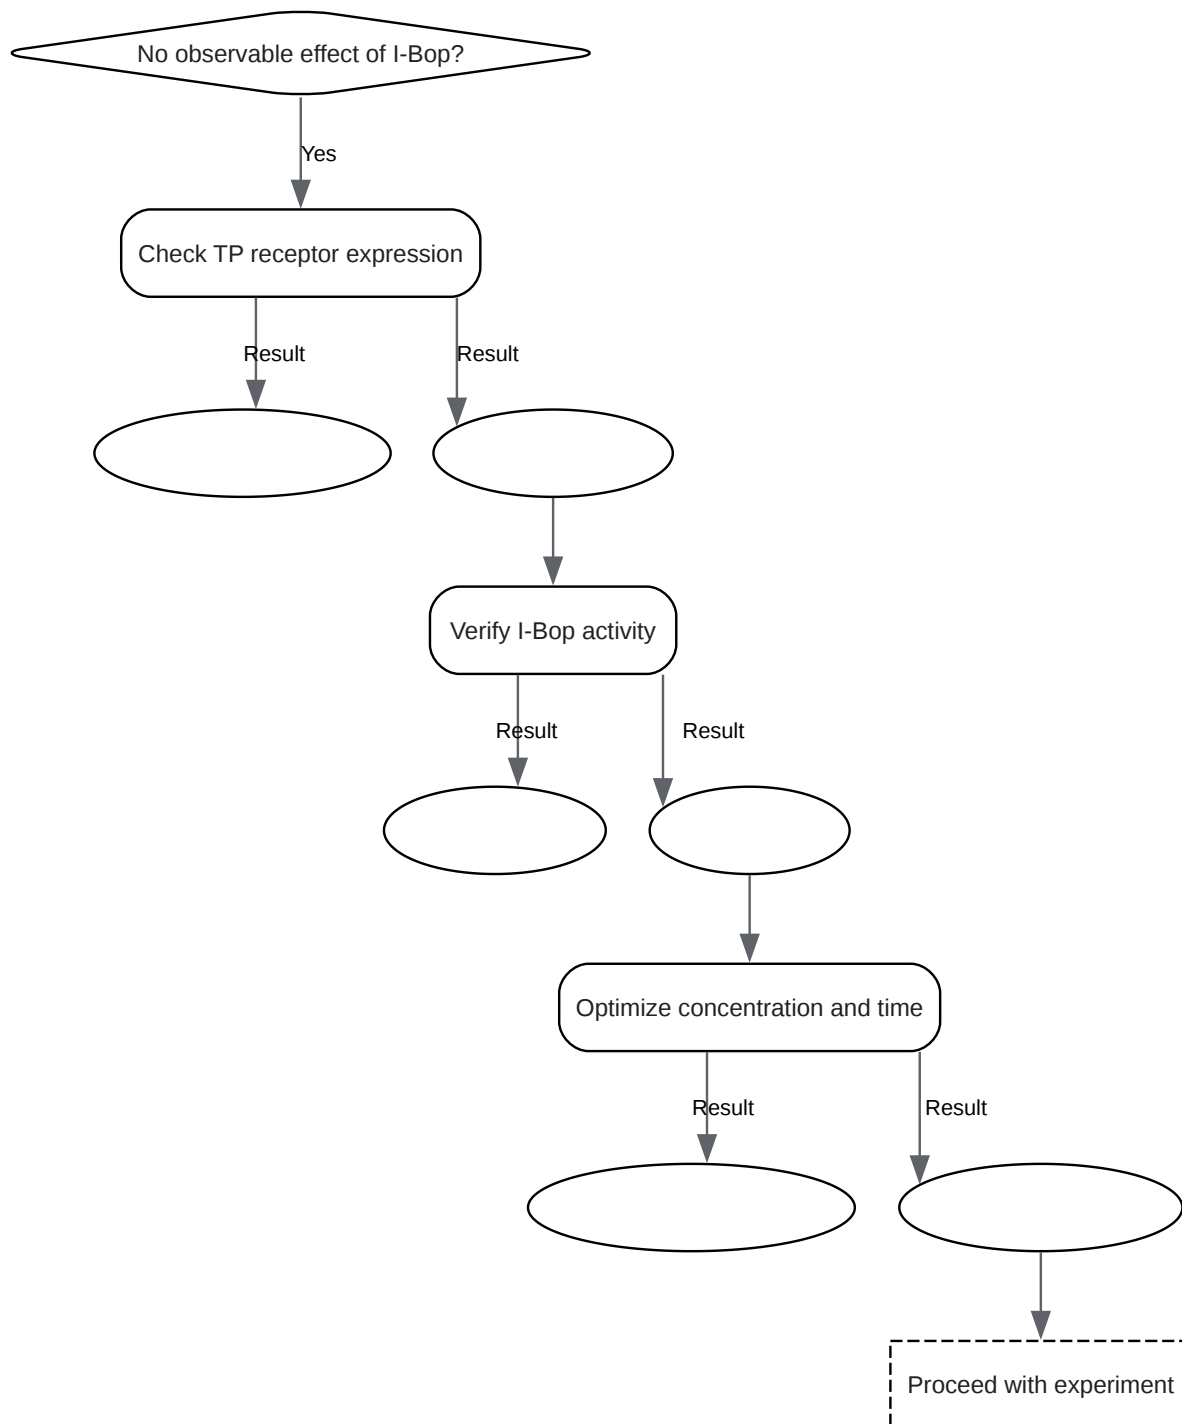 No observable effect of I-Bop?
Yes
Check TP receptor expression
Result
Result
Verify I-Bop activity
Result
Result
Optimize concentration and time
Result
Result
Proceed with experiment